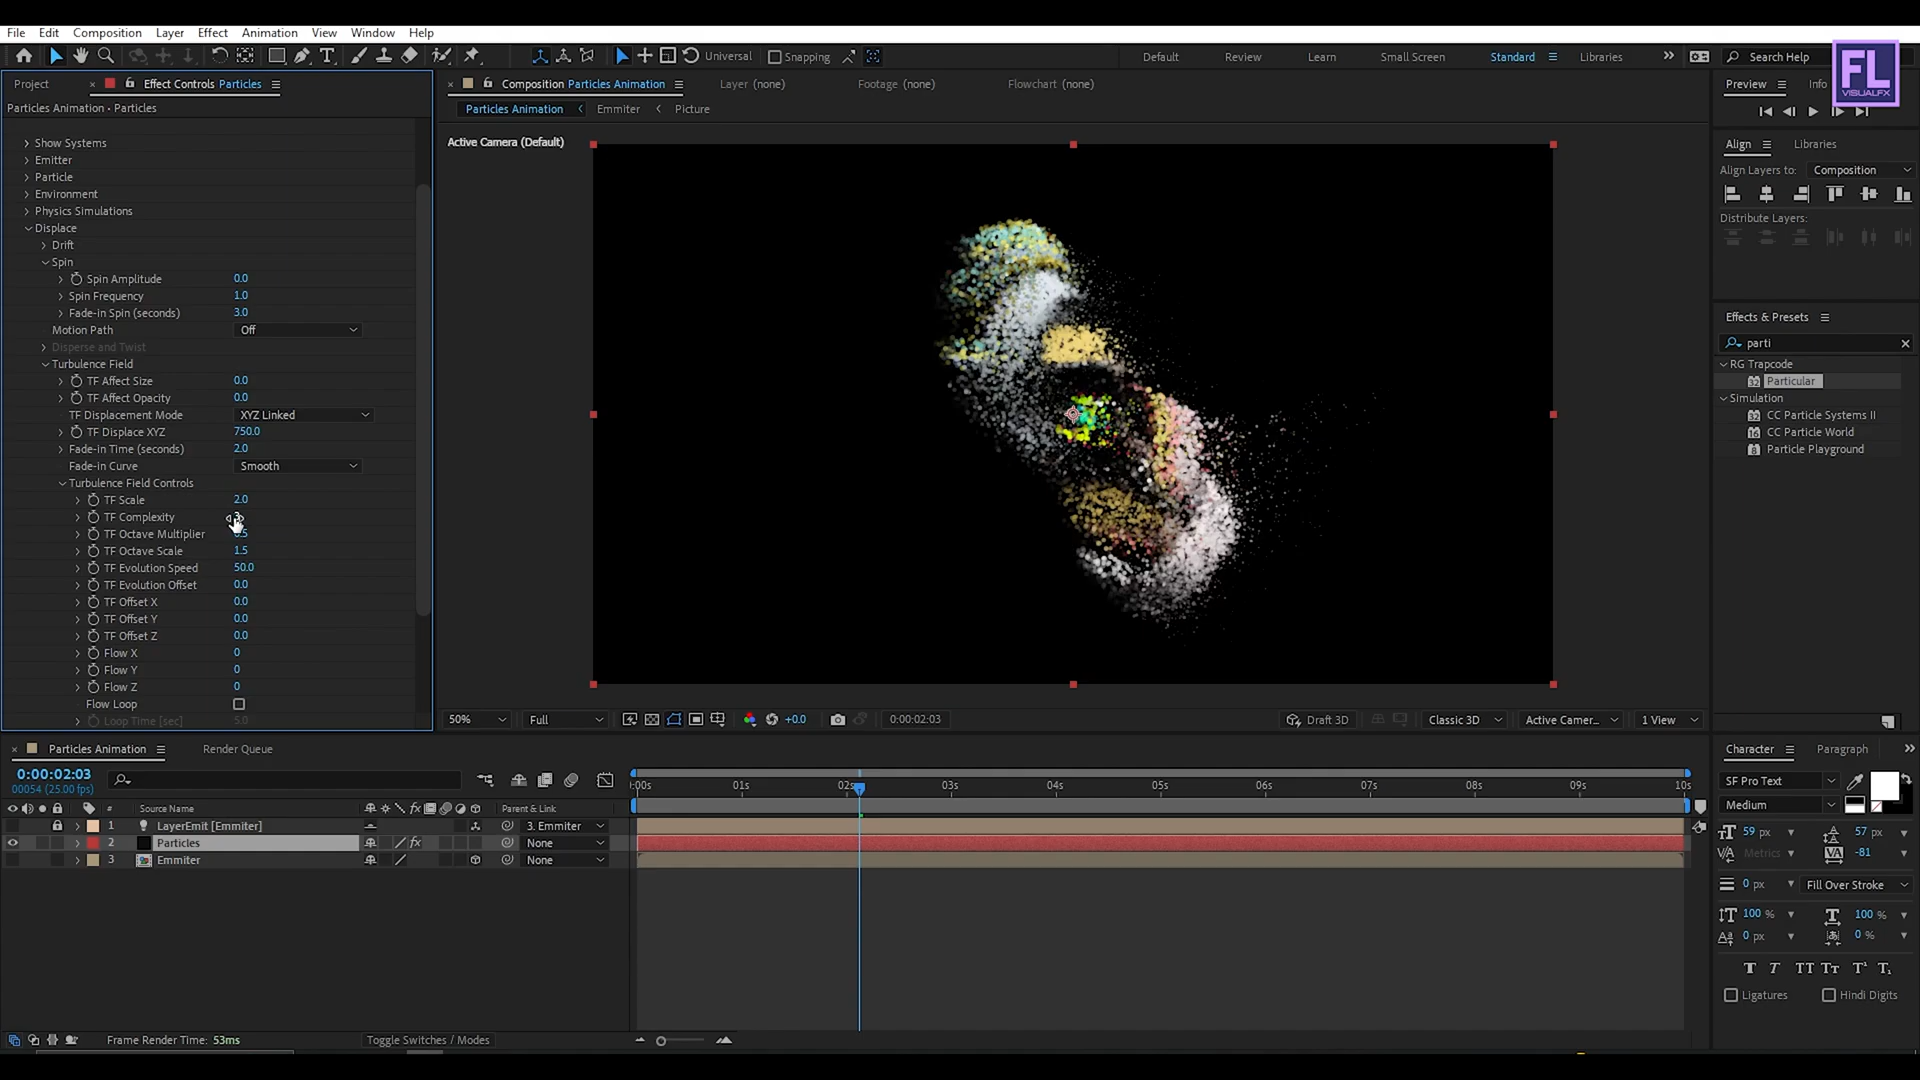 File Edit Composition Layer Effect Animation View Window Help
Universal Snapping Default Review Learn Small Screen Standard Libraries Search Help
FL
VISUALFX
Project Effect Controls Particles
Particles Animation • Particles
Show Systems
Emitter
Particle
Environment
Physics Simulations
Displace
Drift
Spin
Spin Amplitude 0.0
Spin Frequency 1.0
Fade-in Spin (seconds) 3.0
Motion Path Off
Disperse and Twist
Turbulence Field
TF Affect Size 0.0
TF Affect Opacity 0.0
TF Displacement Mode XYZ Linked
TF Displace XYZ 750.0
Fade-in Time (seconds) 2.0
Fade-in Curve Smooth
Turbulence Field Controls
TF Scale 2.0
TF Complexity
TF Octave Multiplier
TF Octave Scale 1.5
TF Evolution Speed 50.0
TF Evolution Offset 0.0
TF Offset X 0.0
TF Offset Y 0.0
TF Offset Z 0.0
Flow X 0
Flow Y 0
Flow Z 0
Flow Loop
Loop Time [sec] 5.0
Composition Particles Animation Layer (none) Footage (none) Flowchart (none)
Particles Animation Emmiter Picture
Active Camera (Default)
50% Full +0.0 0:00:02:03 Draft 3D Classic 3D Active Camer... 1 View
Preview Info
Align Libraries
Align Layers to: Composition
Distribute Layers:
Effects & Presets
parti
RG Trapcode
32 Particular
Simulation
32 CC Particle Systems II
16 CC Particle World
8 Particle Playground
Particles Animation Render Queue
0:00:02:03
00054 (25.00 fps)
:00s 01s 02s 03s 04s 05s 06s 07s 08s 09s 10s
# Source Name fx Parent & Link
1 LayerEmit [Emmiter] 3. Emmiter
2 Particles fx None
3 Emmiter None
Frame Render Time: 53ms Toggle Switches / Modes
Character Paragraph
SF Pro Text
Medium
59 px 57 px
Metrics -81
0 px Fill Over Stroke
100 % 100 %
0 px 0 %
T T TT Tt T¹ T₁
Ligatures Hindi Digits